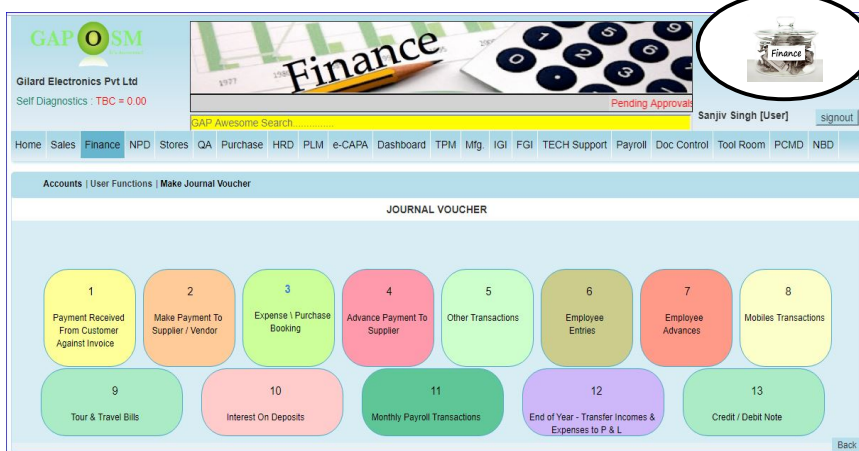 GAP OSM
Gilard Electronics Pvt Ltd
Self Diagnostics : TBC = 0.00
1927
Finance
Finance
Pending Approvals
GAP Awesome Search..............
Sanjiv Singh [User]
signout
Home Sales Finance NPD Stores QA Purchase HRD PLM e-CAPA Dashboard TPM Mfg. IGI FGI TECH Support Payroll Doc Control Tool Room PCMD NBD
Accounts | User Functions | Make Journal Voucher
JOURNAL VOUCHER
1
Payment Received
From Customer
Against Invoice
2
Make Payment To
Supplier / Vendor
3
Expense \ Purchase
Booking
4
Advance Payment To
Supplier
5
Other Transactions
6
Employee
Entries
7
Employee
Advances
8
Mobiles Transactions
9
Tour & Travel Bills
10
Interest On Deposits
11
Monthly Payroll Transactions
12
End of Year - Transfer Incomes &
Expenses to P & L
13
Credit / Debit Note
Back